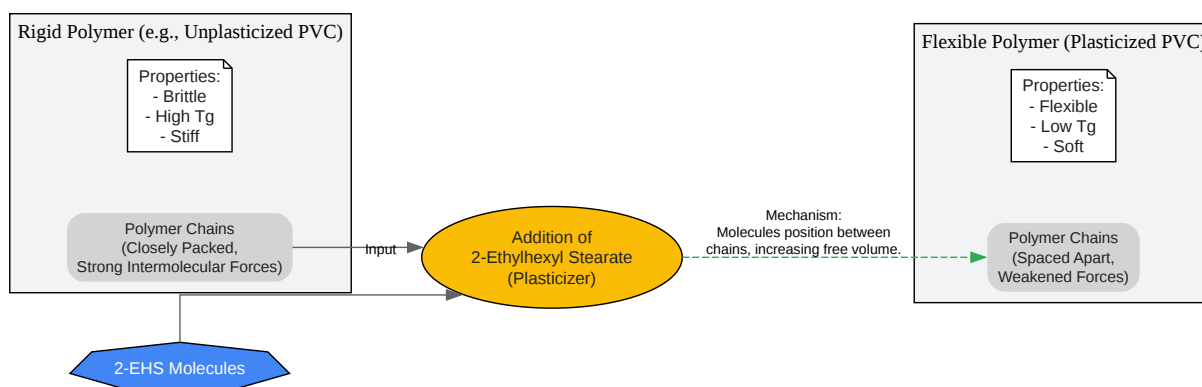 Rigid Polymer (e.g., Unplasticized PVC)
Properties:
- Brittle
- High Tg
- Stiff
Polymer Chains
(Closely Packed,
Strong Intermolecular Forces)
Input
2-EHS Molecules
Addition of
2-Ethylhexyl Stearate
(Plasticizer)
Mechanism:
Molecules position between
chains, increasing free volume.
Flexible Polymer (Plasticized PVC)
Properties:
- Flexible
- Low Tg
- Soft
Polymer Chains
(Spaced Apart,
Weakened Forces)